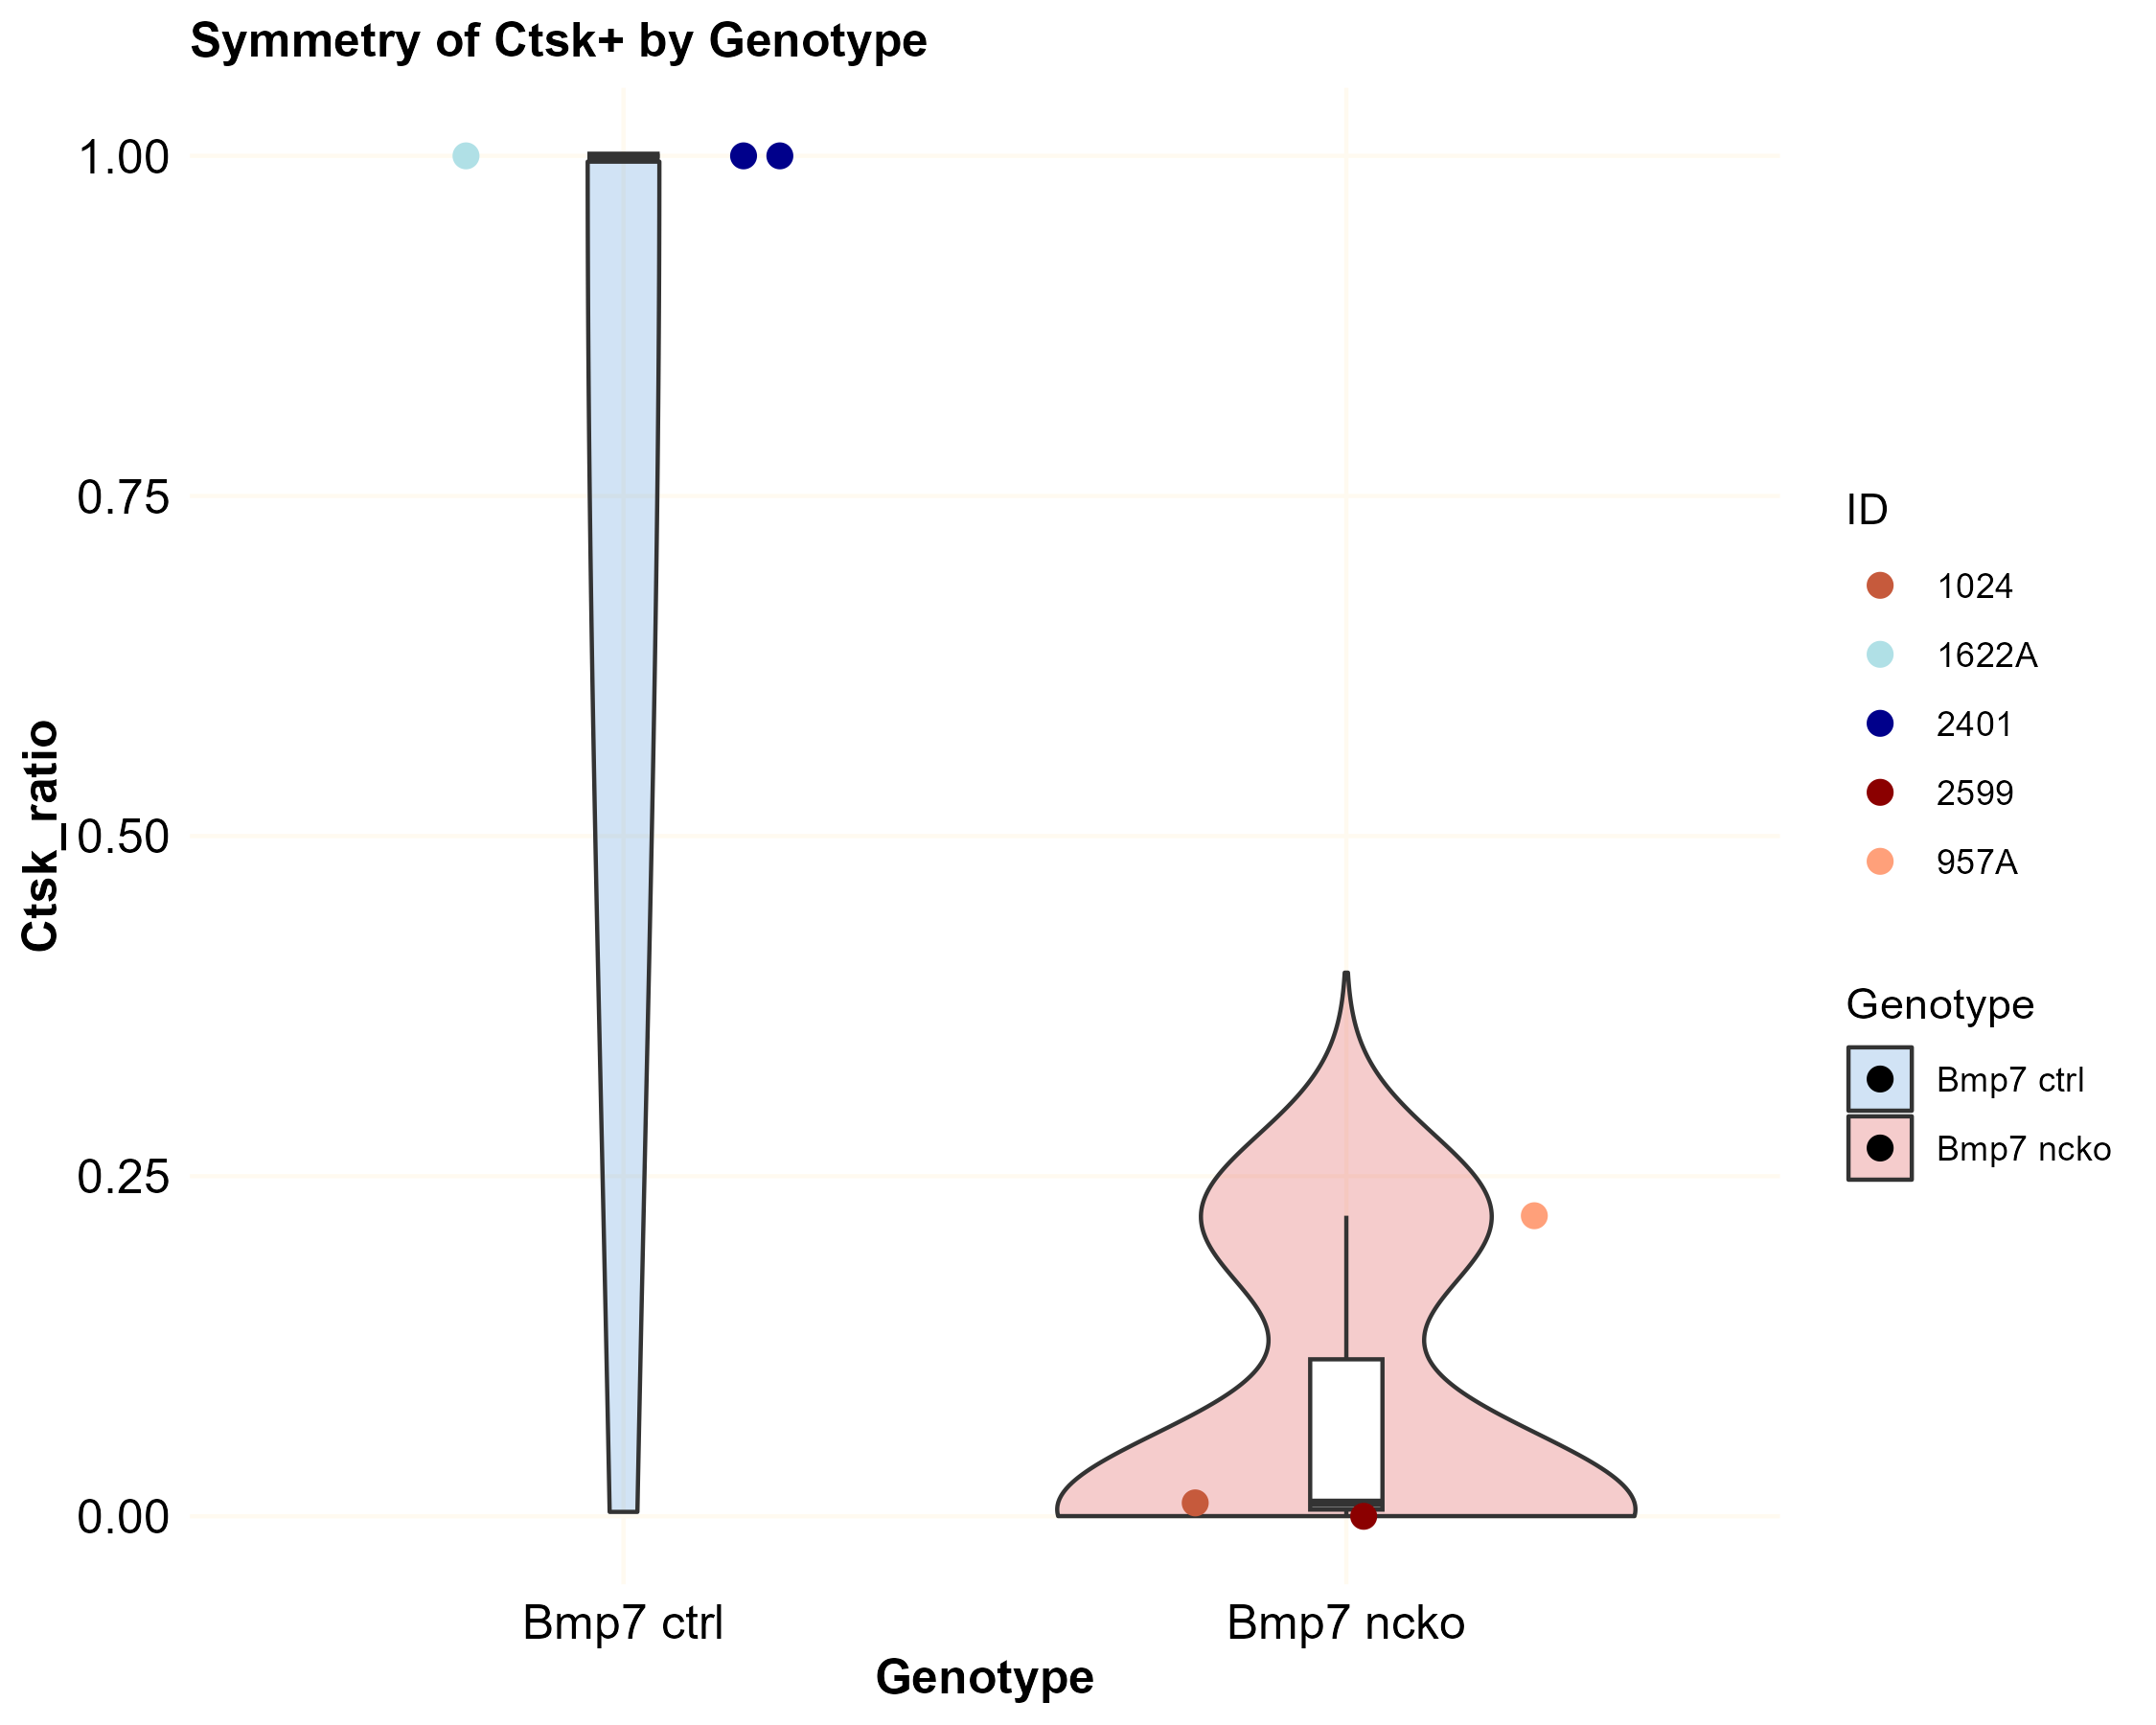 Symmetry of Ctsk+ by Genotype
Ctsk_ratio
1.00
0.75
0.50
0.25
0.00
Bmp7 ctrl
Bmp7 ncko
Genotype
ID
1024
1622A
2401
2599
957A
Genotype
Bmp7 ctrl
Bmp7 ncko